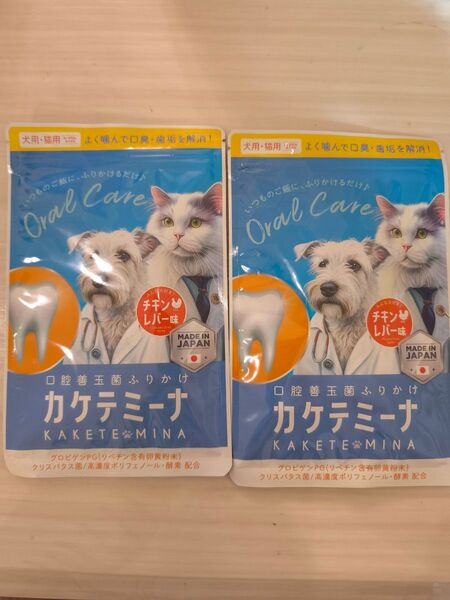 犬用・猫用
よく噛んで口臭・歯垢を解消！
いつものご飯に、ふりかけるだけ♪
Oral Care
チキン
レバー味
MADE IN
JAPAN
口腔善玉菌ふりかけ
カケテミーナ
KAKETE MINA
グロビゲンPG(リベチン含有卵黄粉末)
クリスパタス菌/高濃度ポリフェノール・酵素 配合
犬用・猫用
よく噛んで口臭・歯垢を解消！
いつものご飯に、ふりかけるだけ♪
Oral Care
チキン
レバー味
MADE IN
JAPAN
口腔善玉菌ふりかけ
カケテミーナ
KAKETE MINA
グロビゲンPG(リベチン含有卵黄粉末)
クリスパタス菌/高濃度ポリフェノール・酵素 配合